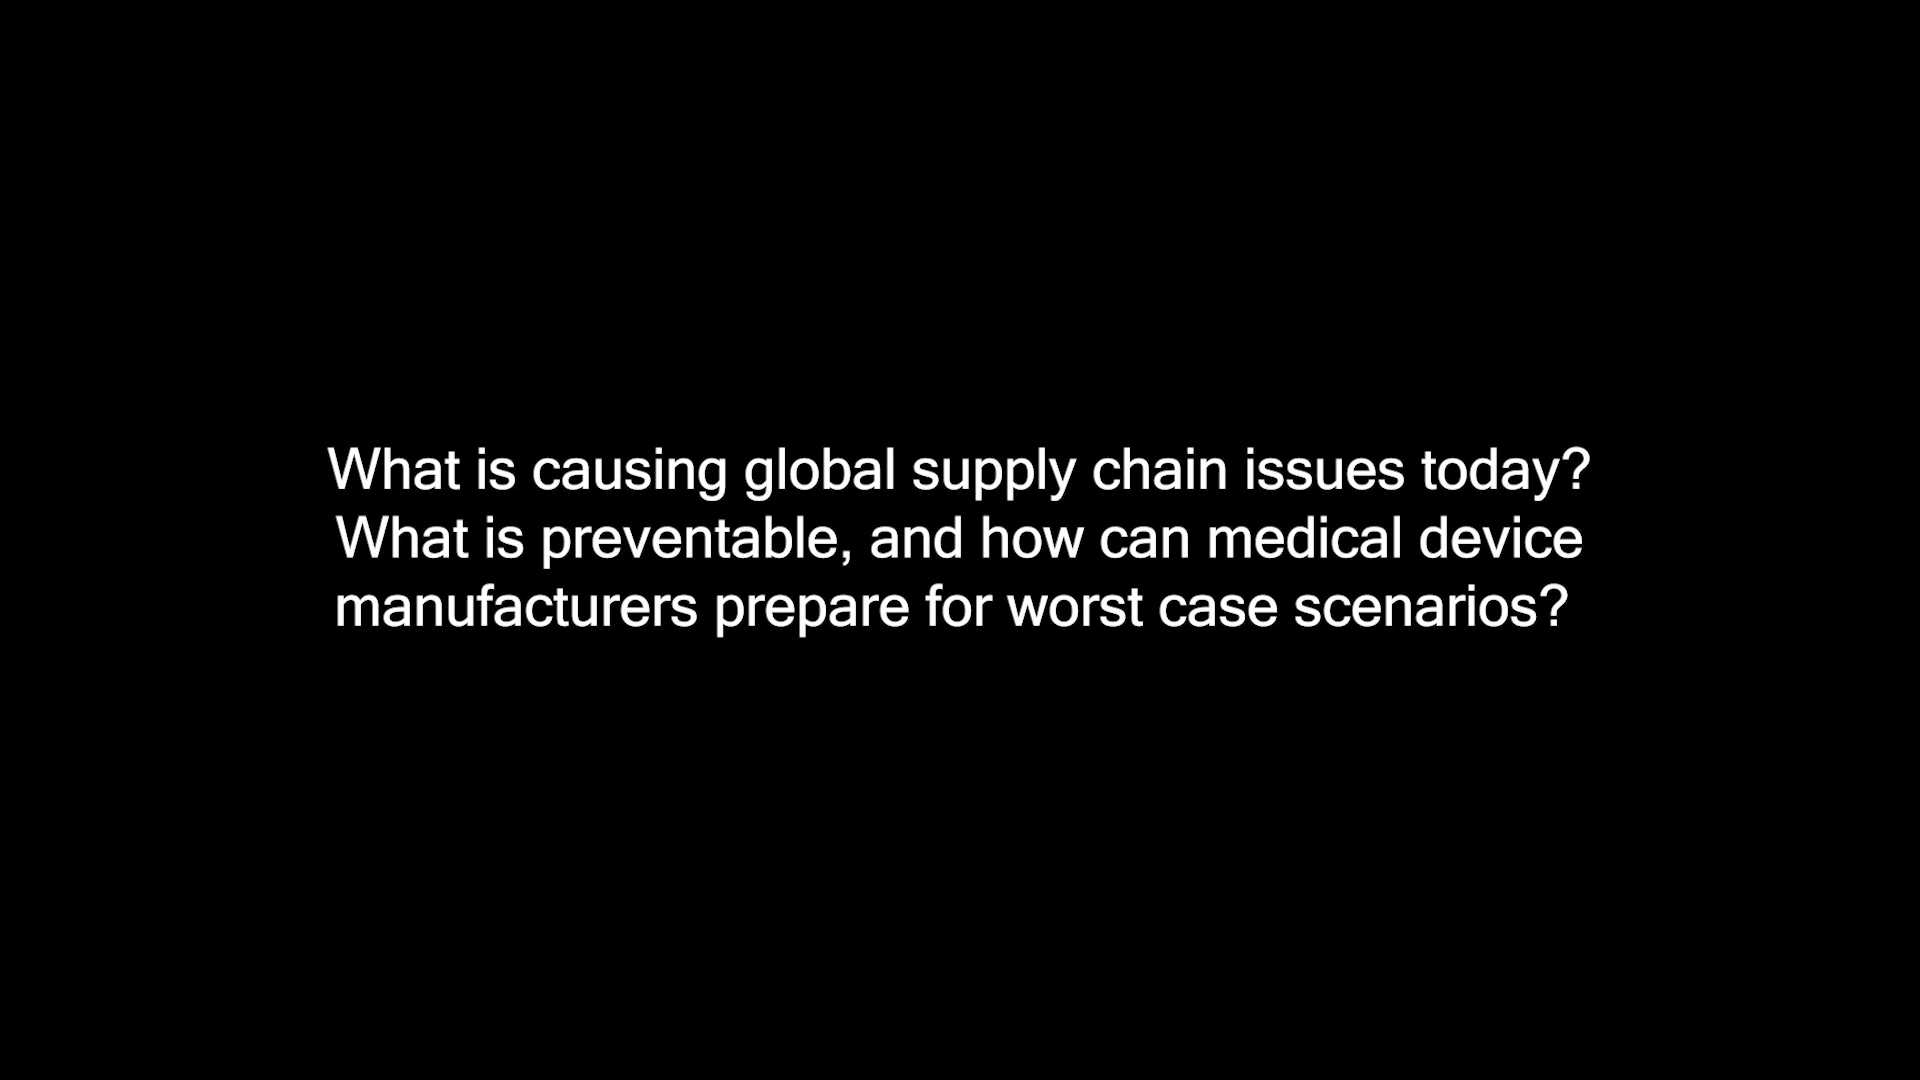 What is causing global supply chain issues today?
What is preventable, and how can medical device
manufacturers prepare for worst case scenarios?